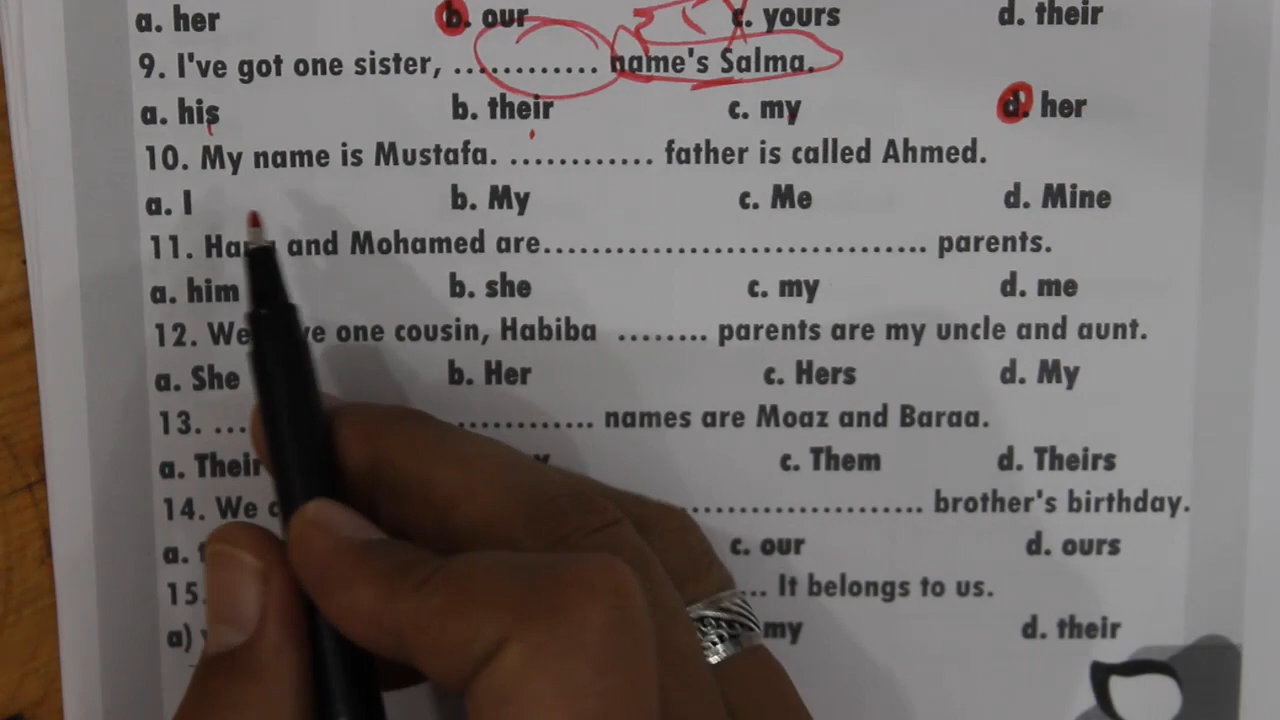 a. her b. our c. yours d. their
9. I've got one sister, ............ name's Salma.
a. his b. their c. my d. her
10. My name is Mustafa. ............ father is called Ahmed.
a. I b. My c. Me d. Mine
11. and Mohamed are.................................. parents.
a. him b. she c. my d. me
12. We one cousin, Habiba ........ parents are my uncle and aunt.
a. She b. Her c. Hers d. My
13. ... ............ names are Moaz and Baraa.
a. Their c. Them d. Theirs
14. We ..................... brother's birthday.
a. c. our d. ours
15. ... It belongs to us.
a) my d. their